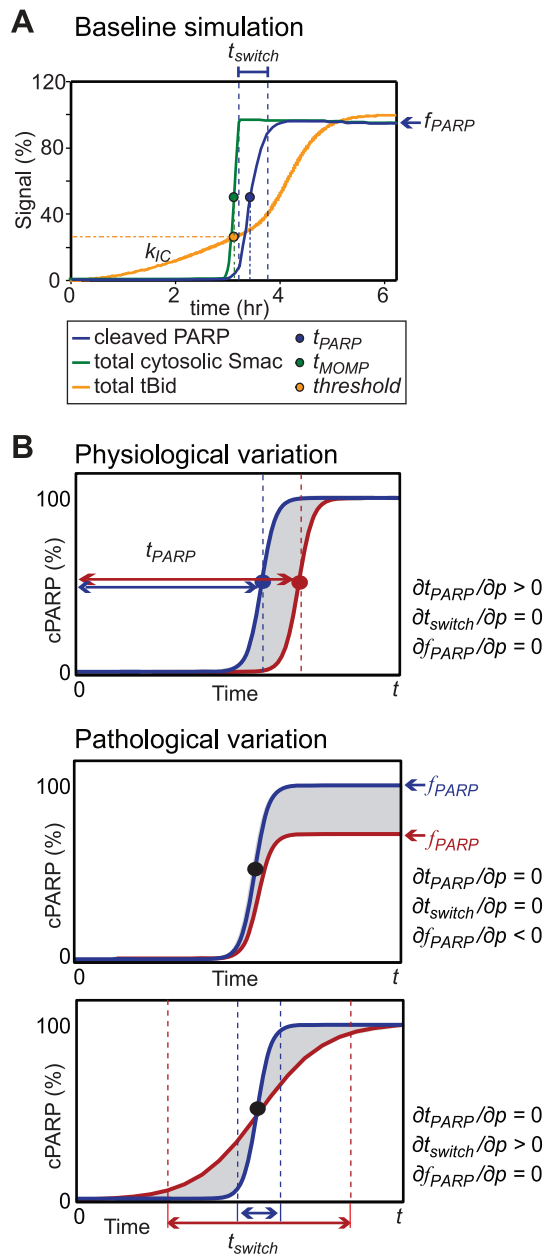 A Baseline simulation
t_switch
120
80
40
0
Signal (%)
k_IC
f_PARP
0 2 4 6
time (hr)
cleaved PARP t_PARP
total cytosolic Smac t_MOMP
total tBid threshold
B
Physiological variation
100
0
cPARP (%)
t_PARP
0 Time t
∂t_PARP/∂p > 0
∂t_switch/∂p = 0
∂f_PARP/∂p = 0
Pathological variation
100
0
cPARP (%)
f_PARP
f_PARP
0 Time t
∂t_PARP/∂p = 0
∂t_switch/∂p = 0
∂f_PARP/∂p < 0
100
0
cPARP (%)
0 Time t
t_switch
∂t_PARP/∂p = 0
∂t_switch/∂p > 0
∂f_PARP/∂p = 0